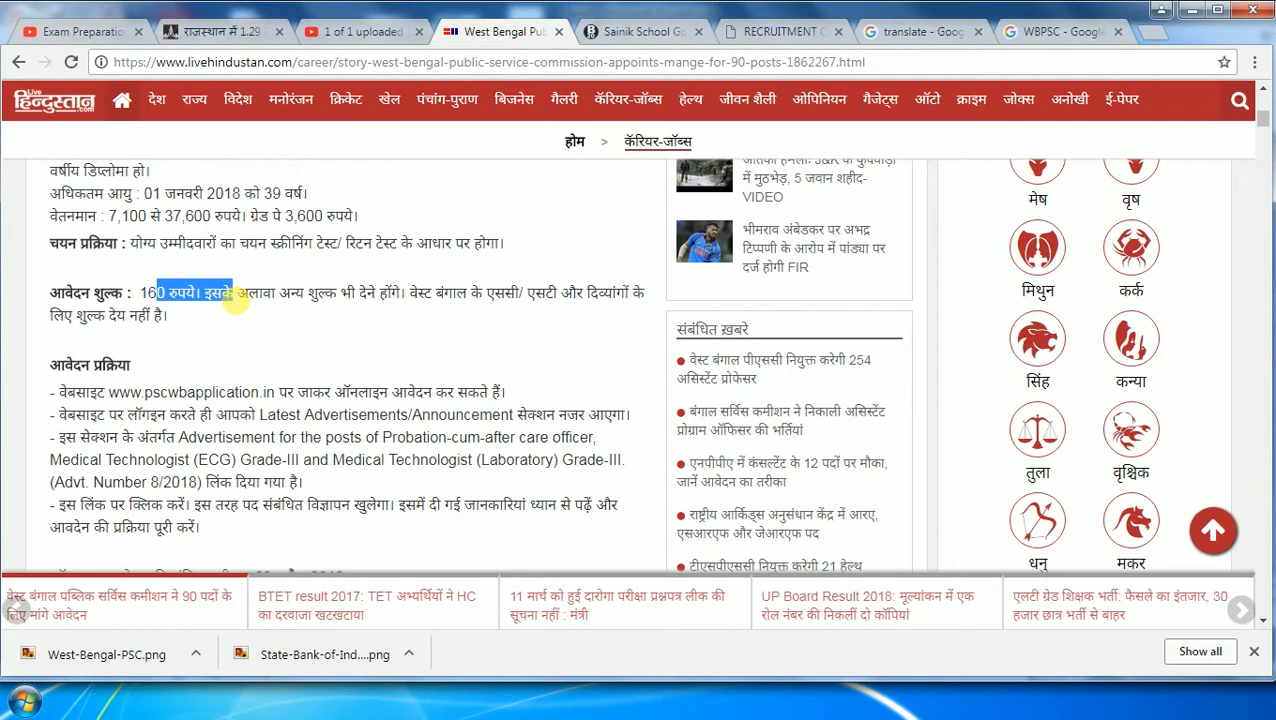 Exam Preparatio
राजस्थान में 1.29
1 of 1 uploaded
West Bengal Pub
Sainik School Go
RECRUITMENT C
translate - Goog
WBPSC - Google
https://www.livehindustan.com/career/story-west-bengal-public-service-commission-appoints-mange-for-90-posts-1862267.html
Live
हिन्दुस्तान
.com
देश राज्य विदेश मनोरंजन क्रिकेट खेल पंचांग-पुराण बिजनेस गैलरी कॅरियर-जॉब्स हेल्थ जीवन शैली ओपिनियन गैजेट्स ऑटो क्राइम जोक्स अनोखी ई-पेपर
होम > कॅरियर-जॉब्स
वर्षीय डिप्लोमा हो।
अधिकतम आयु : 01 जनवरी 2018 को 39 वर्ष।
वेतनमान : 7,100 से 37,600 रुपये। ग्रेड पे 3,600 रुपये।
चयन प्रक्रिया : योग्य उम्मीदवारों का चयन स्क्रीनिंग टेस्ट/ रिटन टेस्ट के आधार पर होगा।
आवेदन शुल्क : 160 रुपये। इसके अलावा अन्य शुल्क भी देने होंगे। वेस्ट बंगाल के एससी/ एसटी और दिव्यांगों के
लिए शुल्क देय नहीं है।
आवेदन प्रक्रिया
- वेबसाइट www.pscwbapplication.in पर जाकर ऑनलाइन आवेदन कर सकते हैं।
- वेबसाइट पर लॉगइन करते ही आपको Latest Advertisements/Announcement सेक्शन नजर आएगा।
- इस सेक्शन के अंतर्गत Advertisement for the posts of Probation-cum-after care officer,
Medical Technologist (ECG) Grade-III and Medical Technologist (Laboratory) Grade-III.
(Advt. Number 8/2018) लिंक दिया गया है।
- इस लिंक पर क्लिक करें। इस तरह पद संबंधित विज्ञापन खुलेगा। इसमें दी गई जानकारियां ध्यान से पढ़ें और
आवदेन की प्रक्रिया पूरी करें।
मुठभेड़, 5 जवान शहीद-
VIDEO
भीमराव अंबेडकर पर अभद्र
टिप्पणी के आरोप में पांड्या पर
दर्ज होगी FIR
संबंधित ख़बरे
वेस्ट बंगाल पीएससी नियुक्त करेगी 254
असिस्टेंट प्रोफेसर
बंगाल सर्विस कमीशन ने निकाली असिस्टेंट
प्रोग्राम ऑफिसर की भर्तियां
एनपीपीए में कंसल्टेंट के 12 पदों पर मौका,
जानें आवेदन का तरीका
राष्ट्रीय आर्किड्स अनुसंधान केंद्र में आरए,
एसआरएफ और जेआरएफ पद
टीएसपीएससी नियुक्त करेगी 21 हेल्थ
मेष वृष
मिथुन कर्क
सिंह कन्या
तुला वृश्चिक
धनु मकर
वेस्ट बंगाल पब्लिक सर्विस कमीशन ने 90 पदों के
लिए मांगे आवेदन
BTET result 2017: TET अभ्यर्थियों ने HC
का दरवाजा खटखटाया
11 मार्च को हुई दारोगा परीक्षा प्रश्नपत्र लीक की
सूचना नहीं : मंत्री
UP Board Result 2018: मूल्यांकन में एक
रोल नंबर की निकलीं दो कॉपियां
एलटी ग्रेड शिक्षक भर्ती: फैसले का इंतजार, 30
हजार छात्र भर्ती से बाहर
West-Bengal-PSC.png
State-Bank-of-Ind....png
Show all